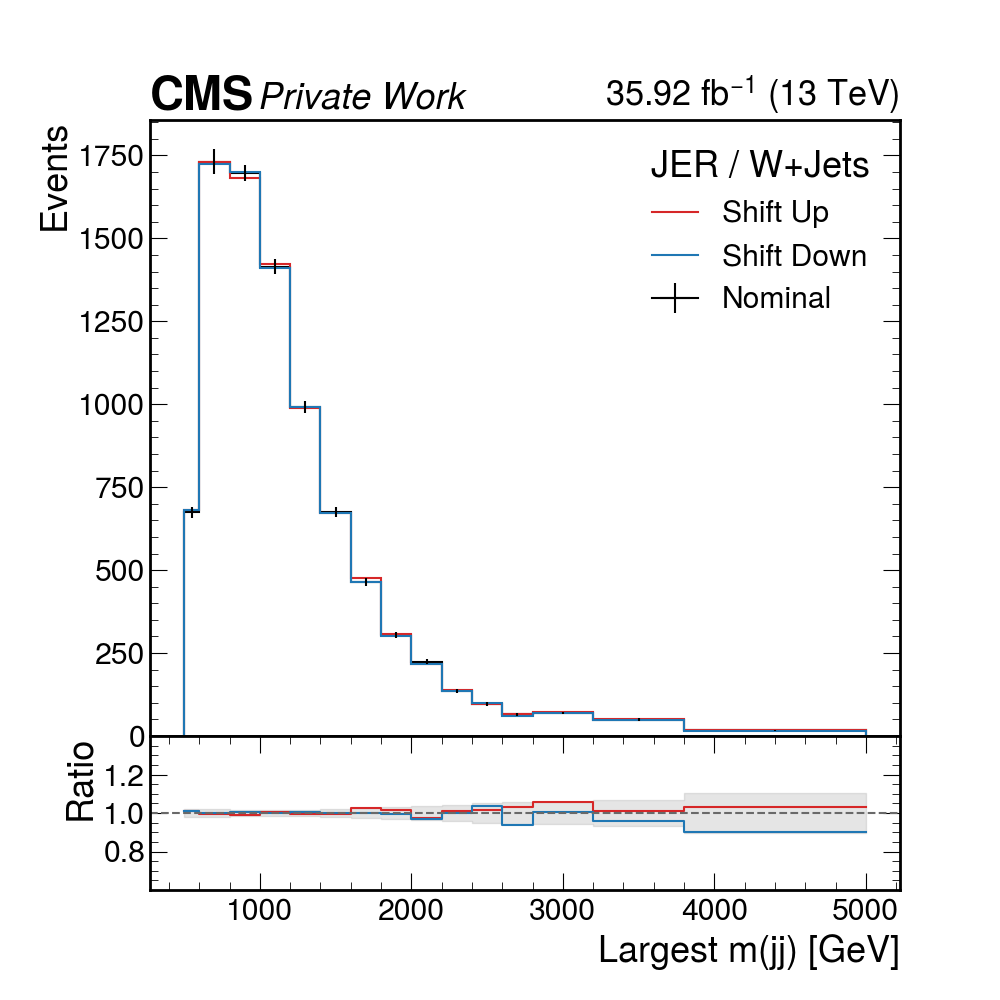 CMS Private Work 35.92 fb⁻¹ (13 TeV)
Events
1750
1500
1250
1000
750
500
250
0
JER / W+Jets
Shift Up
Shift Down
Nominal
Ratio
1.2
1.0
0.8
1000 2000 3000 4000 5000
Largest m(jj) [GeV]